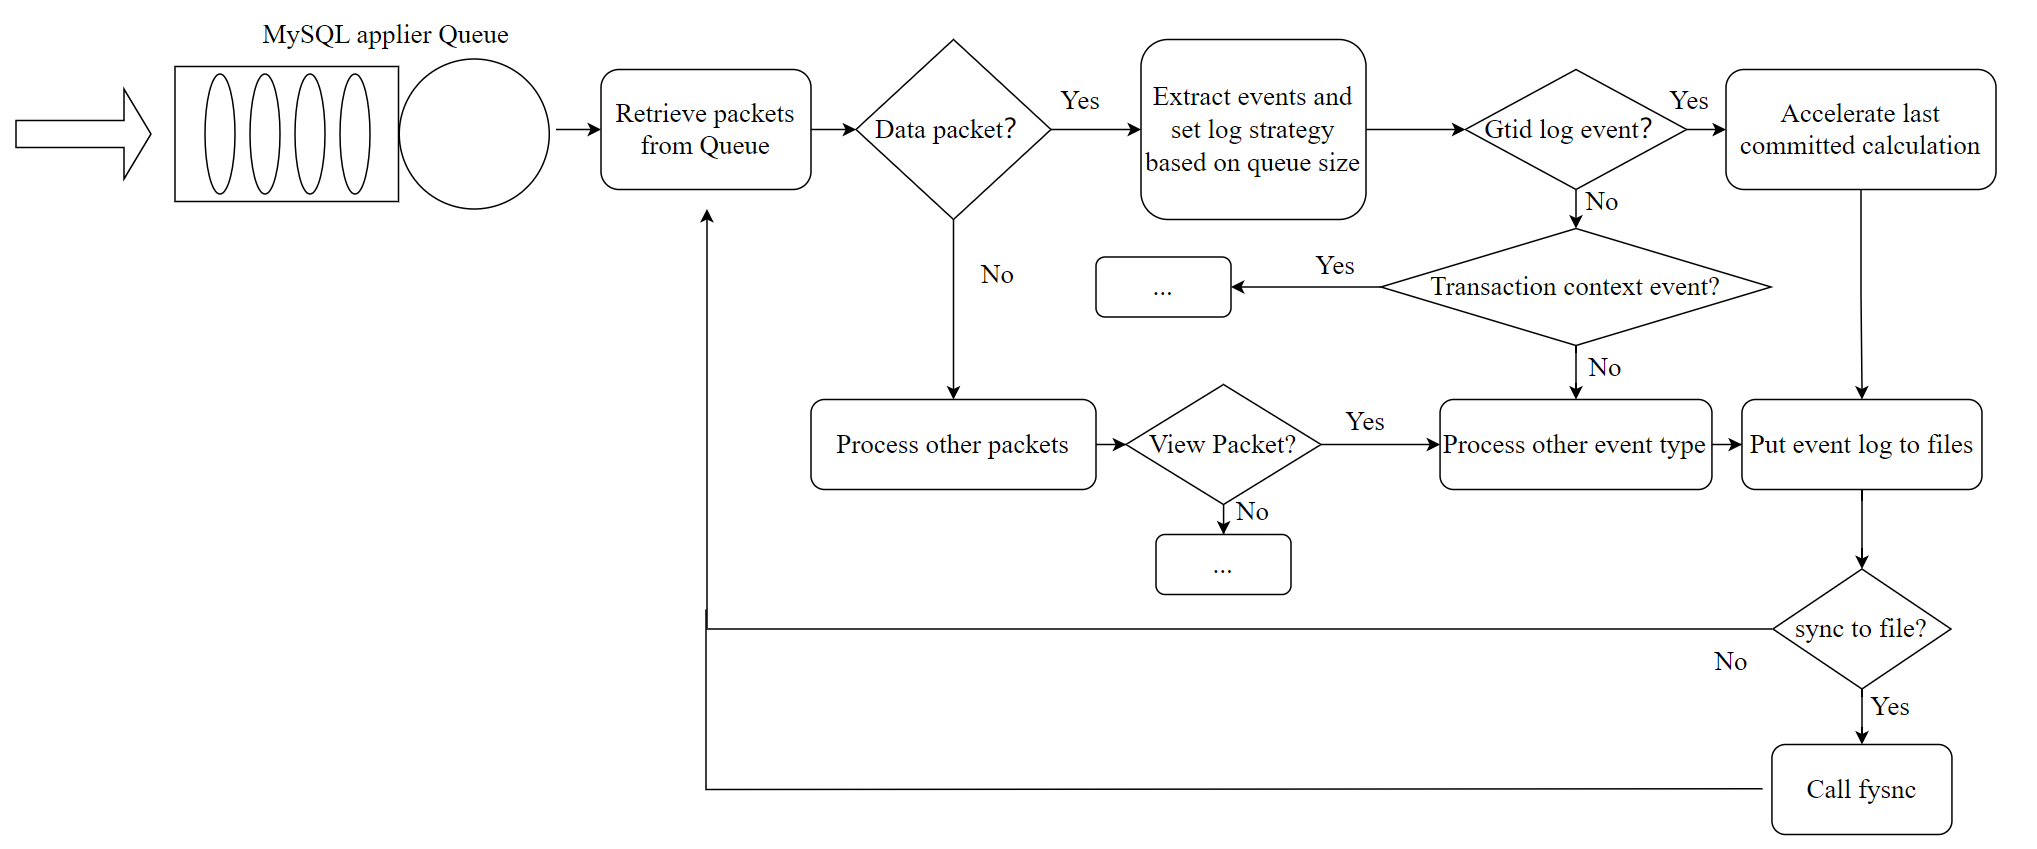 MySQL applier Queue
Retrieve packets
from Queue
Data packet?
Yes
Extract events and
set log strategy
based on queue size
Gtid log event?
Yes
Accelerate last
committed calculation
No
No
...
Yes
Transaction context event?
No
Process other packets
View Packet?
Yes
Process other event type
Put event log to files
No
...
sync to file?
No
Yes
Call fysnc